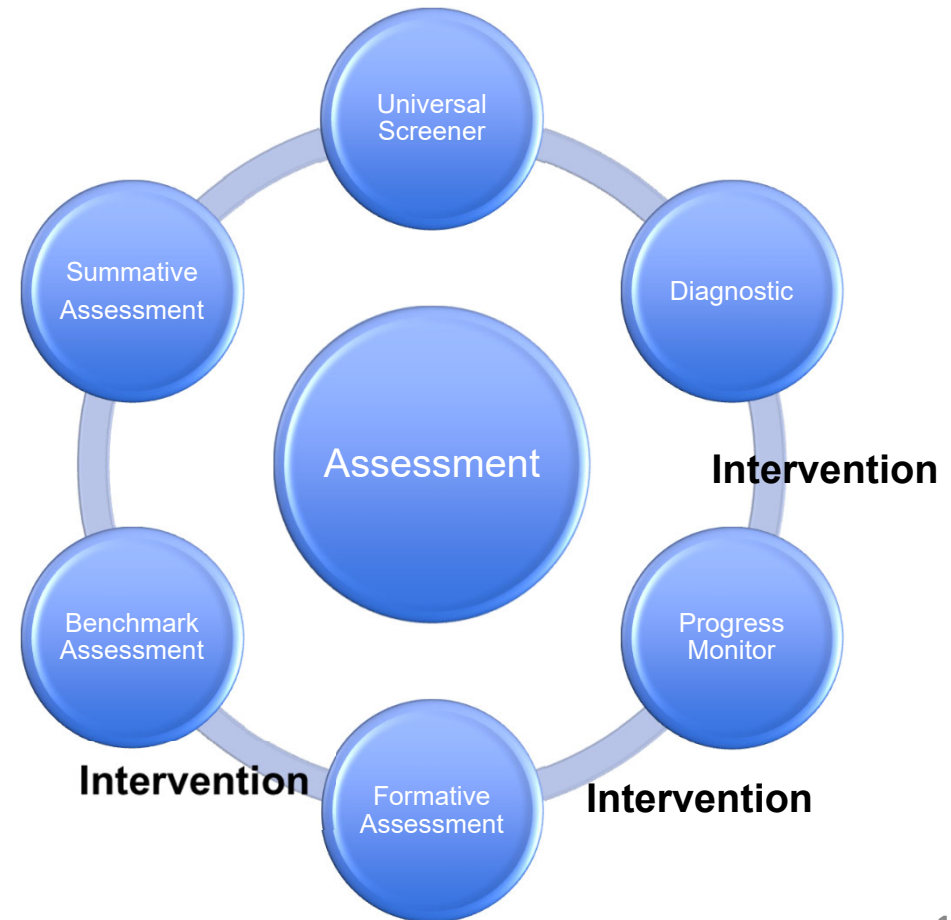 Universal
Screener
Summative
Assessment
Diagnostic
Assessment
Intervention
Benchmark
Assessment
Progress
Monitor
Intervention
Formative
Assessment
Intervention